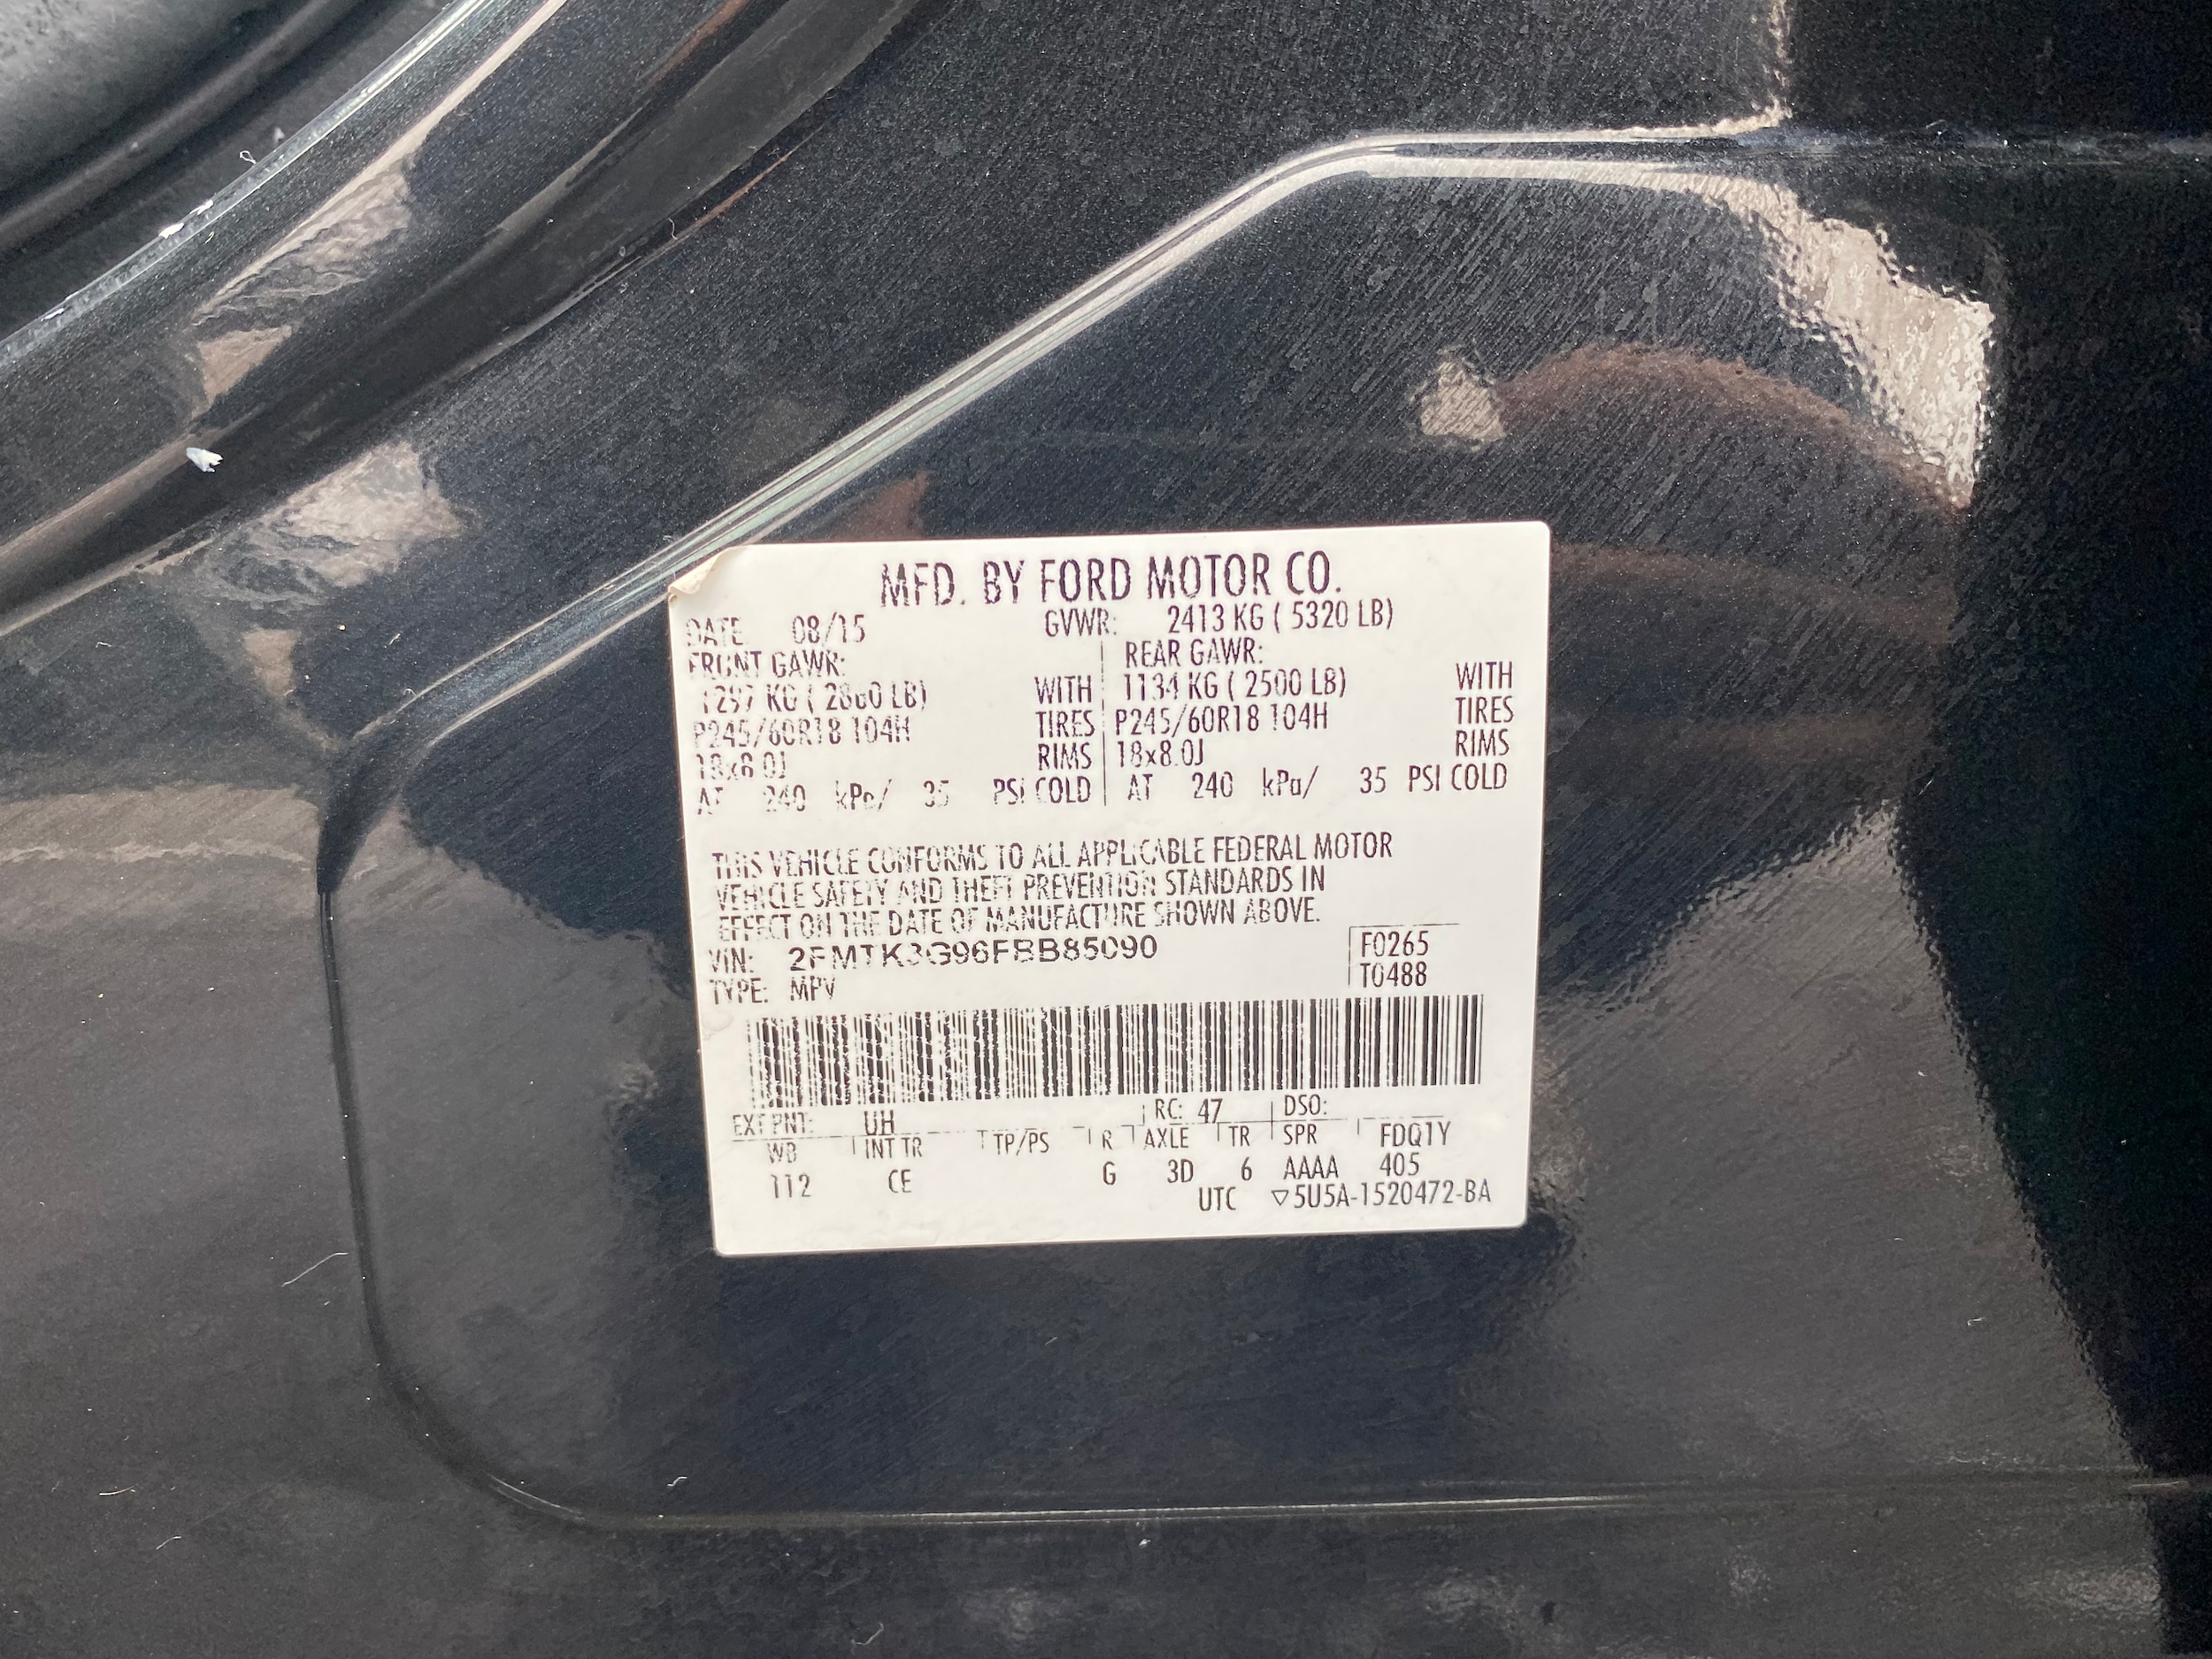 MFD. BY FORD MOTOR CO.
DATE 08/15 GVWR: 2413 KG ( 5320 LB)
FRONT GAWR: REAR GAWR:
1297 KG ( 2860 LB) WITH 1134 KG ( 2500 LB) WITH
P245/60R18 104H TIRES P245/60R18 104H TIRES
18x8.0J RIMS 18x8.0J RIMS
AT 240 kPa/ 35 PSI COLD AT 240 kPa/ 35 PSI COLD
THIS VEHICLE CONFORMS TO ALL APPLICABLE FEDERAL MOTOR
VEHICLE SAFETY AND THEFT PREVENTION STANDARDS IN
EFFECT ON THE DATE OF MANUFACTURE SHOWN ABOVE.
VIN: 2FMTK3G96FBB85090 F0265
TYPE: MPV T0488
EXT PNT: UH RC: 47 DSO:
WB INT TR TP/PS R AXLE TR SPR FDQ1Y
112 CE G 3D 6 AAAA 405
UTC ▽5U5A-1520472-BA